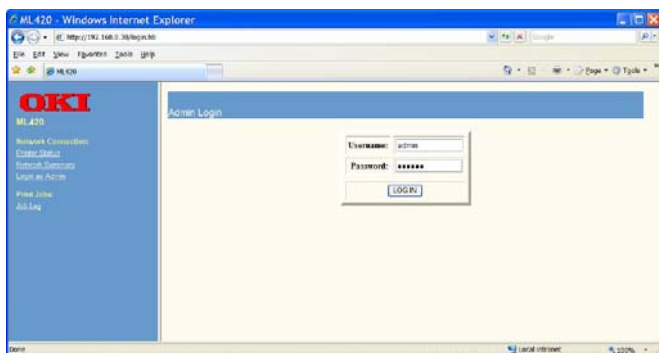 ML420 - Windows Internet Explorer
http://192.168.0.30/login.htm
Google
File Edit View Favorites Tools Help
ML420
Page Tools
OKI
ML420
Admin Login
Network Connection:
Printer Status
Network Summary
Login as Admin
Print Jobs:
Job Log
Username: admin
Password: ••••••
LOGIN
Done
Local intranet
100%